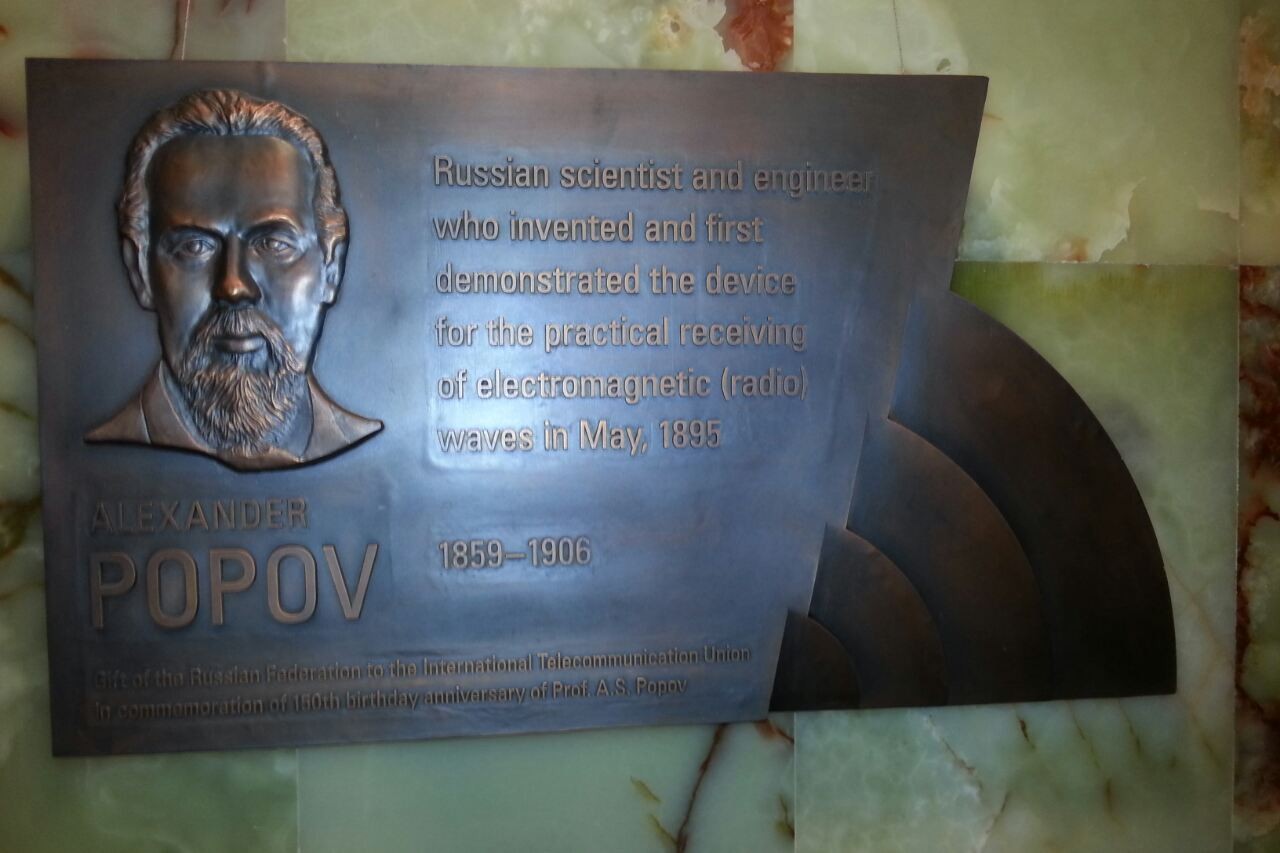 Russian scientist and engineer
who invented and first
demonstrated the device
for the practical receiving
of electromagnetic (radio)
waves in May, 1895
ALEXANDER
POPOV
1859–1906
Gift of the Russian Federation to the International Telecommunication Union
in commemoration of 150th birthday anniversary of Prof. A.S. Popov